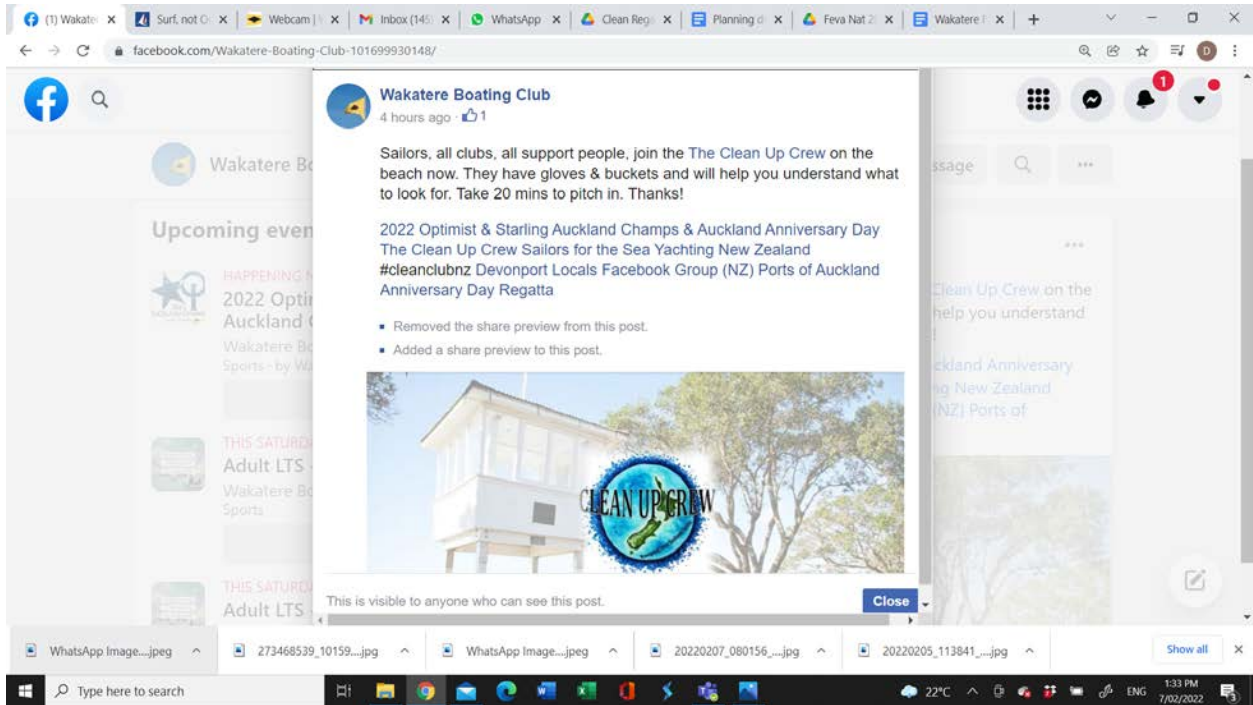 (1) Wakate
Surf, not O
Webcam |
Inbox (145
WhatsApp
Clean Rega
Planning d
Feva Nat 2
Wakatere
facebook.com/Wakatere-Boating-Club-101699930148/
D
1
Wakatere Bo
ssage
Wakatere Boating Club
4 hours ago · 1
Sailors, all clubs, all support people, join the The Clean Up Crew on the
beach now. They have gloves & buckets and will help you understand what
to look for. Take 20 mins to pitch in. Thanks!
2022 Optimist & Starling Auckland Champs & Auckland Anniversary Day
The Clean Up Crew Sailors for the Sea Yachting New Zealand
#cleanclubnz Devonport Locals Facebook Group (NZ) Ports of Auckland
Anniversary Day Regatta
Removed the share preview from this post.
Added a share preview to this post.
CLEAN UP CREW
This is visible to anyone who can see this post.
Close
Upcoming even
HAPPENING N
2022 Optir
Auckland
Wakatere Bo
Sports · by Wa
THIS SATURD
Adult LTS
Wakatere Bo
Sports
THIS SATURD
Adult LTS
Clean Up Crew on the
help you understand
ckland Anniversary
ng New Zealand
(NZ) Ports of
WhatsApp Image....jpeg
273468539_10159....jpg
WhatsApp Image....jpeg
20220207_080156_....jpg
20220205_113841_....jpg
Show all
Type here to search
22°C
ENG
1:33 PM
7/02/2022
3